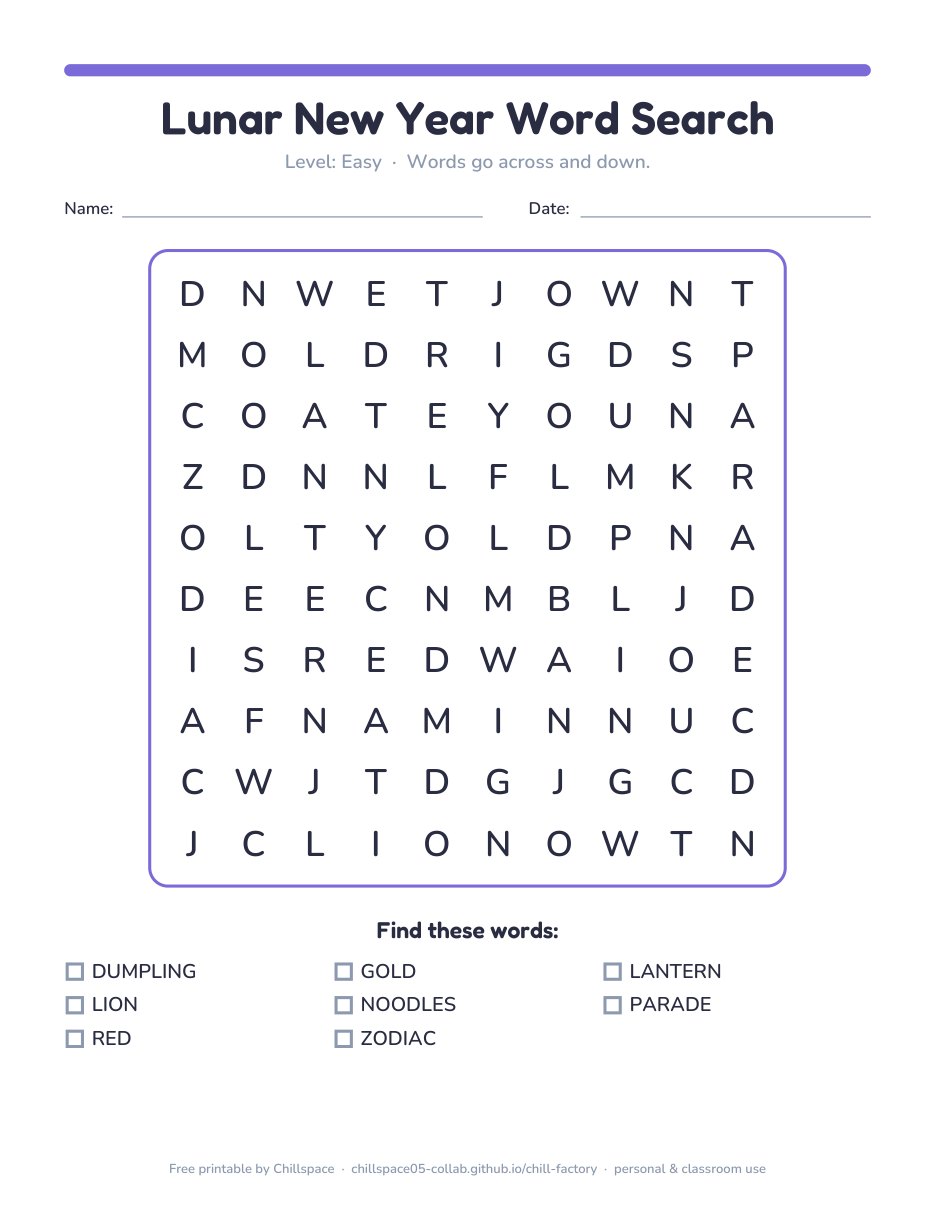 Lunar New Year Word Search
Level: Easy · Words go across and down.
Name: Date:
D N W E T J O W N T
M O L D R I G D S P
C O A T E Y O U N A
Z D N N L F L M K R
O L T Y O L D P N A
D E E C N M B L J D
I S R E D W A I O E
A F N A M I N N U C
C W J T D G J G C D
J C L I O N O W T N
Find these words:
DUMPLING GOLD LANTERN
LION NOODLES PARADE
RED ZODIAC
Free printable by Chillspace · chillspace05-collab.github.io/chill-factory · personal & classroom use